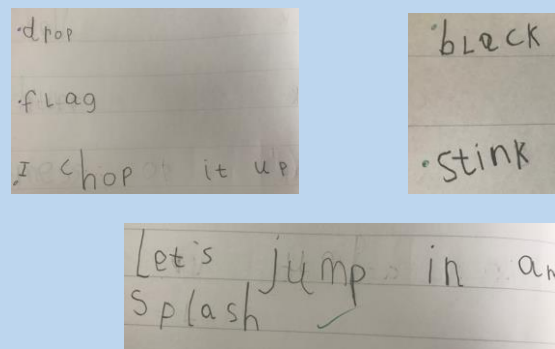 ·drop
·fLag
·I chop it up
·bLack
·stink
Let's jump in an
Splash